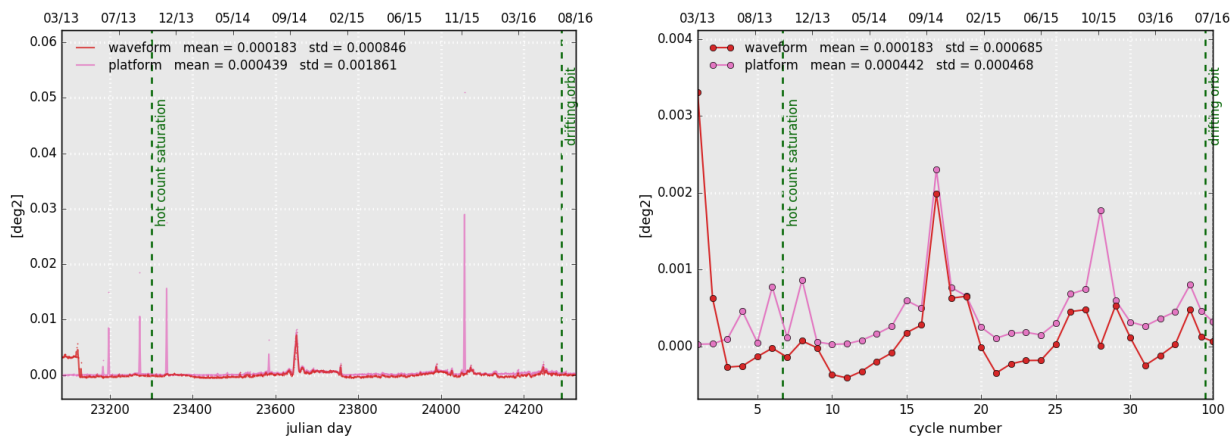 03/13 07/13 12/13 05/14 09/14 02/15 06/15 11/15 03/16 08/16
waveform mean = 0.000183 std = 0.000846
platform mean = 0.000439 std = 0.001861
0.06
0.05
0.04
0.03
0.02
0.01
0.00
[deg2]
hot count saturation
drifting orbit
23200 23400 23600 23800 24000 24200
julian day
03/13 08/13 12/13 05/14 09/14 02/15 06/15 10/15 03/16 07/16
waveform mean = 0.000183 std = 0.000685
platform mean = 0.000442 std = 0.000468
0.004
0.003
0.002
0.001
0.000
[deg2]
hot count saturation
drifting orbit
5 10 15 20 25 30 100
cycle number